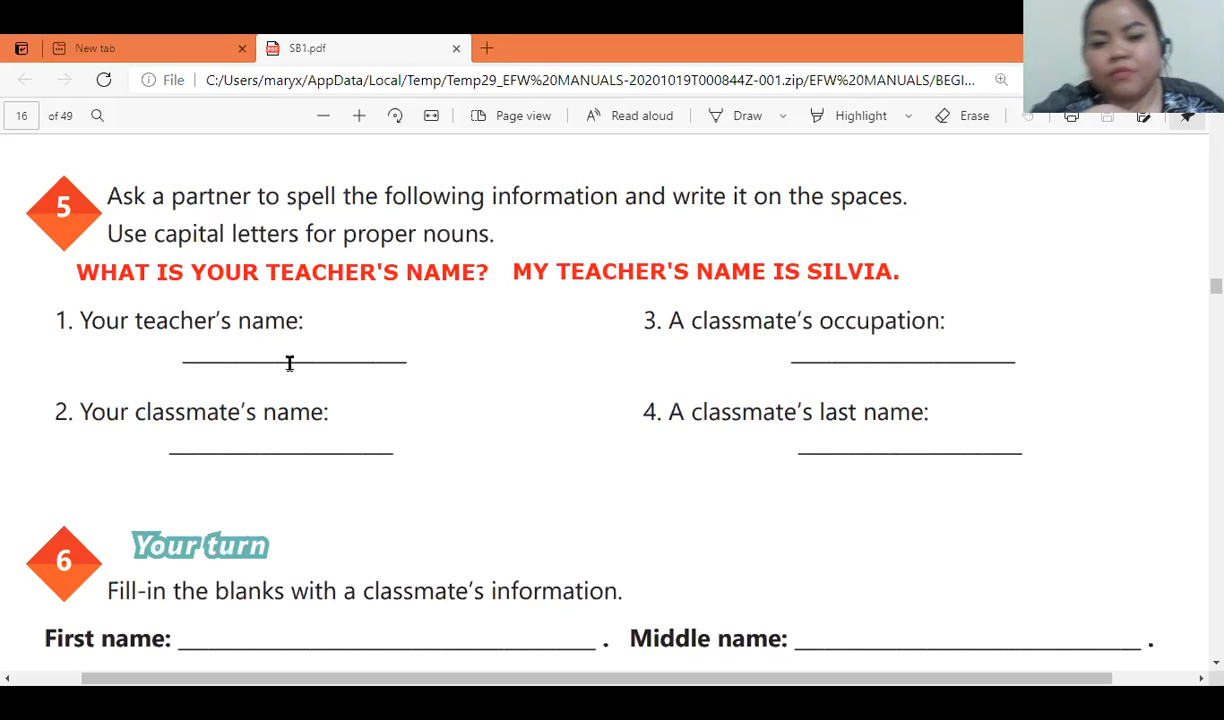 New tab
SB1.pdf
File C:/Users/maryx/AppData/Local/Temp/Temp29_EFW%20MANUALS-20201019T000844Z-001.zip/EFW%20MANUALS/BEGI...
16 of 49 Page view Read aloud Draw Highlight Erase
5 Ask a partner to spell the following information and write it on the spaces.
Use capital letters for proper nouns.
WHAT IS YOUR TEACHER'S NAME? MY TEACHER'S NAME IS SILVIA.
1. Your teacher's name: 3. A classmate's occupation:
2. Your classmate's name: 4. A classmate's last name:
6 Your turn
Fill-in the blanks with a classmate's information.
First name: ______________________________ . Middle name: __________________________ .